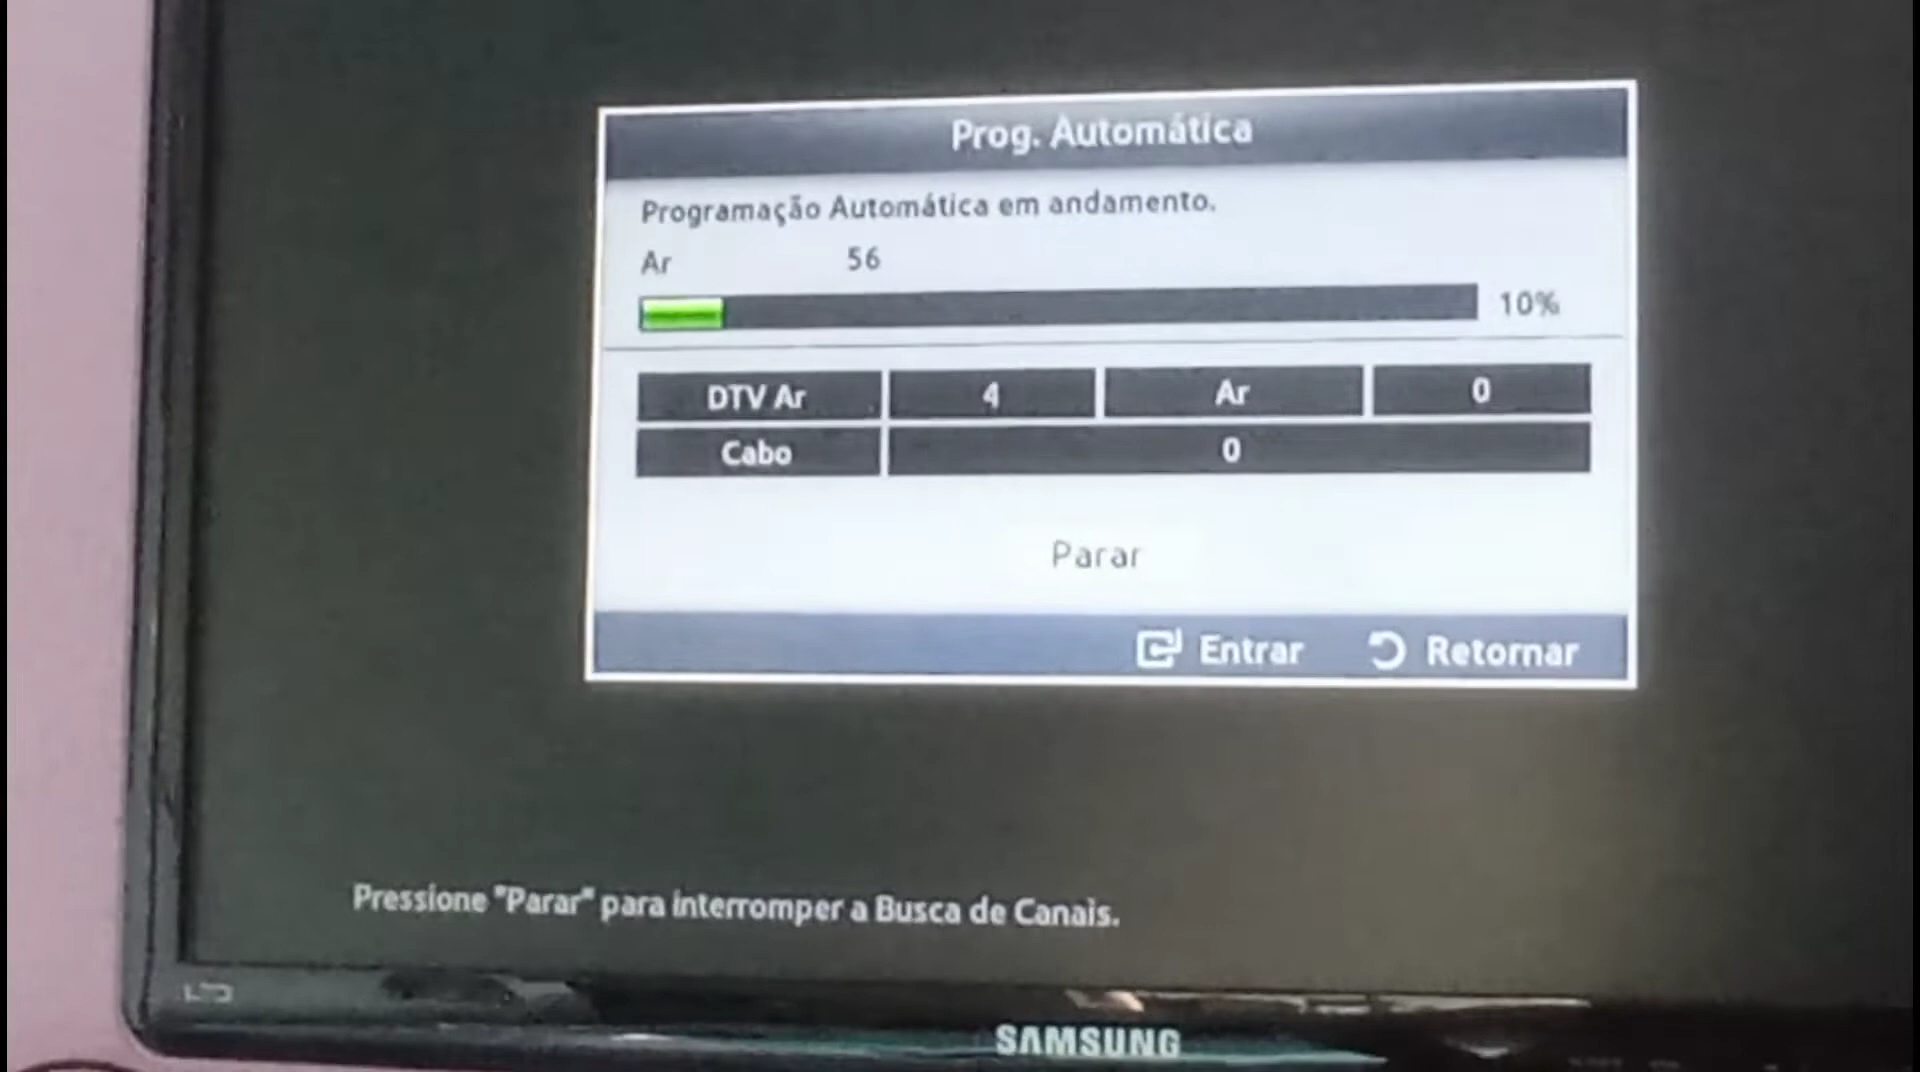 Prog. Automática
Programação Automática em andamento.
Ar 56
10%
DTV Ar 4 Ar 0
Cabo 0
Parar
Entrar Retornar
Pressione "Parar" para interromper a Busca de Canais.
SAMSUNG